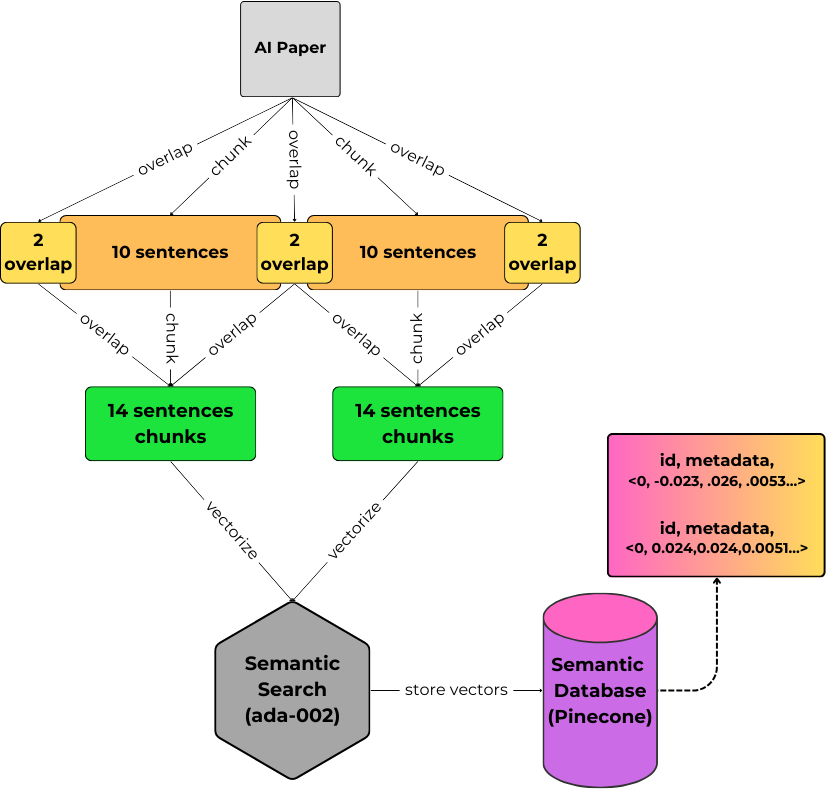 AI Paper
overlap
chunk
overlap
chunk
overlap
2
overlap
10 sentences
2
overlap
10 sentences
2
overlap
overlap
chunk
overlap
overlap
chunk
overlap
14 sentences
chunks
14 sentences
chunks
id, metadata,
<0, -0.023, .026, .0053...>
id, metadata,
<0, 0.024,0.024,0.0051...>
vectorize
vectorize
Semantic
Search
(ada-002)
store vectors
Semantic
Database
(Pinecone)